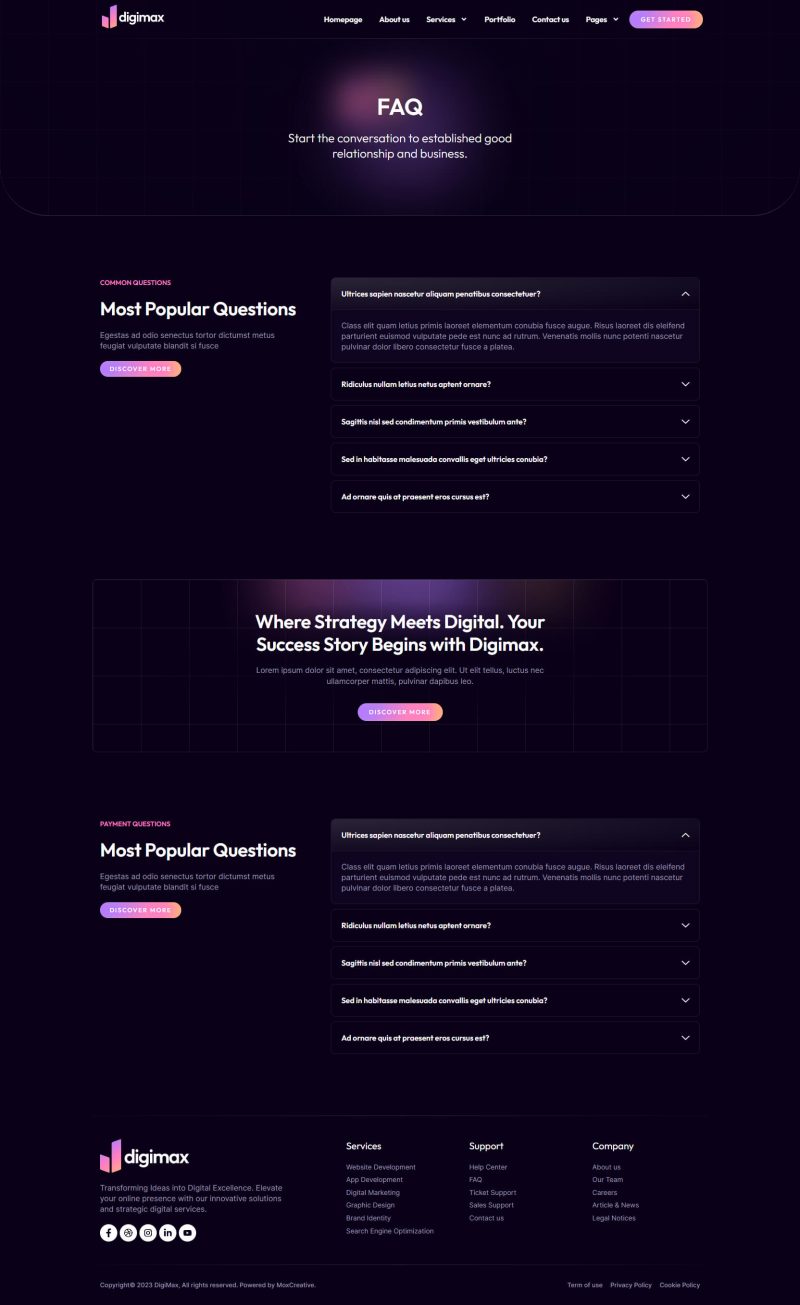 digimax
Homepage
About us
Services
Portfolio
Contact us
Pages
GET STARTED
FAQ
Start the conversation to established good
relationship and business.
COMMON QUESTIONS
Most Popular Questions
Egestas ad odio senectus tortor dictumst metus
feugiat vulputate blandit si fusce
DISCOVER MORE
Ultrices sapien nascetur aliquam penatibus consectetuer?
Class elit quam letius primis laoreet elementum conubia fusce augue. Risus laoreet dis eleifend
parturient euismod vulputate pede est nunc ad rutrum. Venenatis mollis nunc potenti nascetur
pulvinar dolor libero consectetur fusce a platea.
Ridiculus nullam letius netus aptent ornare?
Sagittis nisl sed condimentum primis vestibulum ante?
Sed in habitasse malesuada convallis eget ultricies conubia?
Ad ornare quis at praesent eros cursus est?
Where Strategy Meets Digital. Your
Success Story Begins with Digimax.
Lorem ipsum dolor sit amet, consectetur adipiscing elit. Ut elit tellus, luctus nec
ullamcorper mattis, pulvinar dapibus leo.
DISCOVER MORE
PAYMENT QUESTIONS
Most Popular Questions
Egestas ad odio senectus tortor dictumst metus
feugiat vulputate blandit si fusce
DISCOVER MORE
Ultrices sapien nascetur aliquam penatibus consectetuer?
Class elit quam letius primis laoreet elementum conubia fusce augue. Risus laoreet dis eleifend
parturient euismod vulputate pede est nunc ad rutrum. Venenatis mollis nunc potenti nascetur
pulvinar dolor libero consectetur fusce a platea.
Ridiculus nullam letius netus aptent ornare?
Sagittis nisl sed condimentum primis vestibulum ante?
Sed in habitasse malesuada convallis eget ultricies conubia?
Ad ornare quis at praesent eros cursus est?
digimax
Transforming Ideas into Digital Excellence. Elevate
your online presence with our innovative solutions
and strategic digital services.
Services
Website Development
App Development
Digital Marketing
Graphic Design
Brand Identity
Search Engine Optimization
Support
Help Center
FAQ
Ticket Support
Sales Support
Contact us
Company
About us
Our Team
Careers
Article & News
Legal Notices
Copyright© 2023 DigiMax, All rights reserved. Powered by MoxCreative.
Term of use
Privacy Policy
Cookie Policy